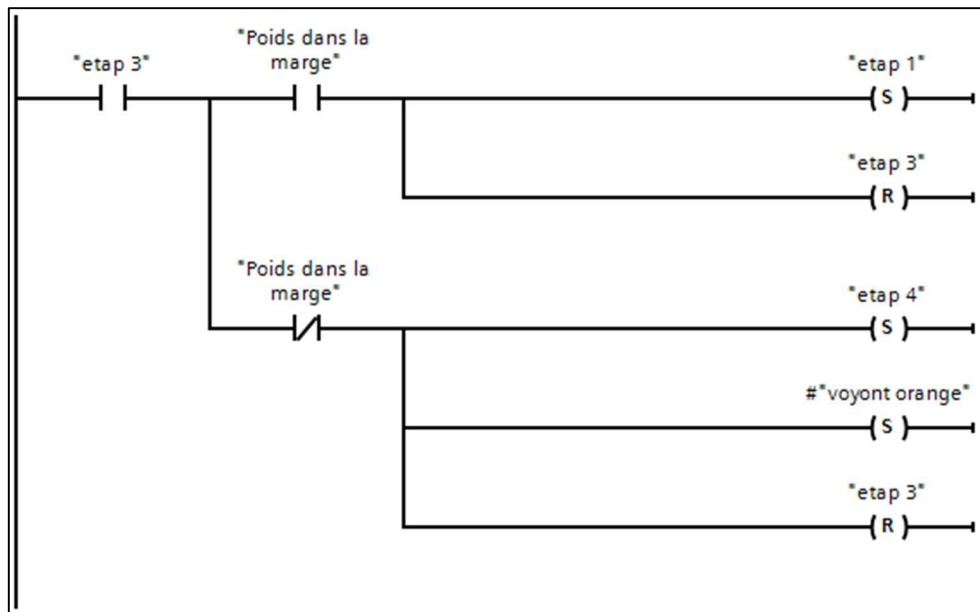 "Poids dans la
marge"
"etap 3"
"etap 1"
S
"etap 3"
R
"Poids dans la
marge"
"etap 4"
S
#"voyont orange"
S
"etap 3"
R